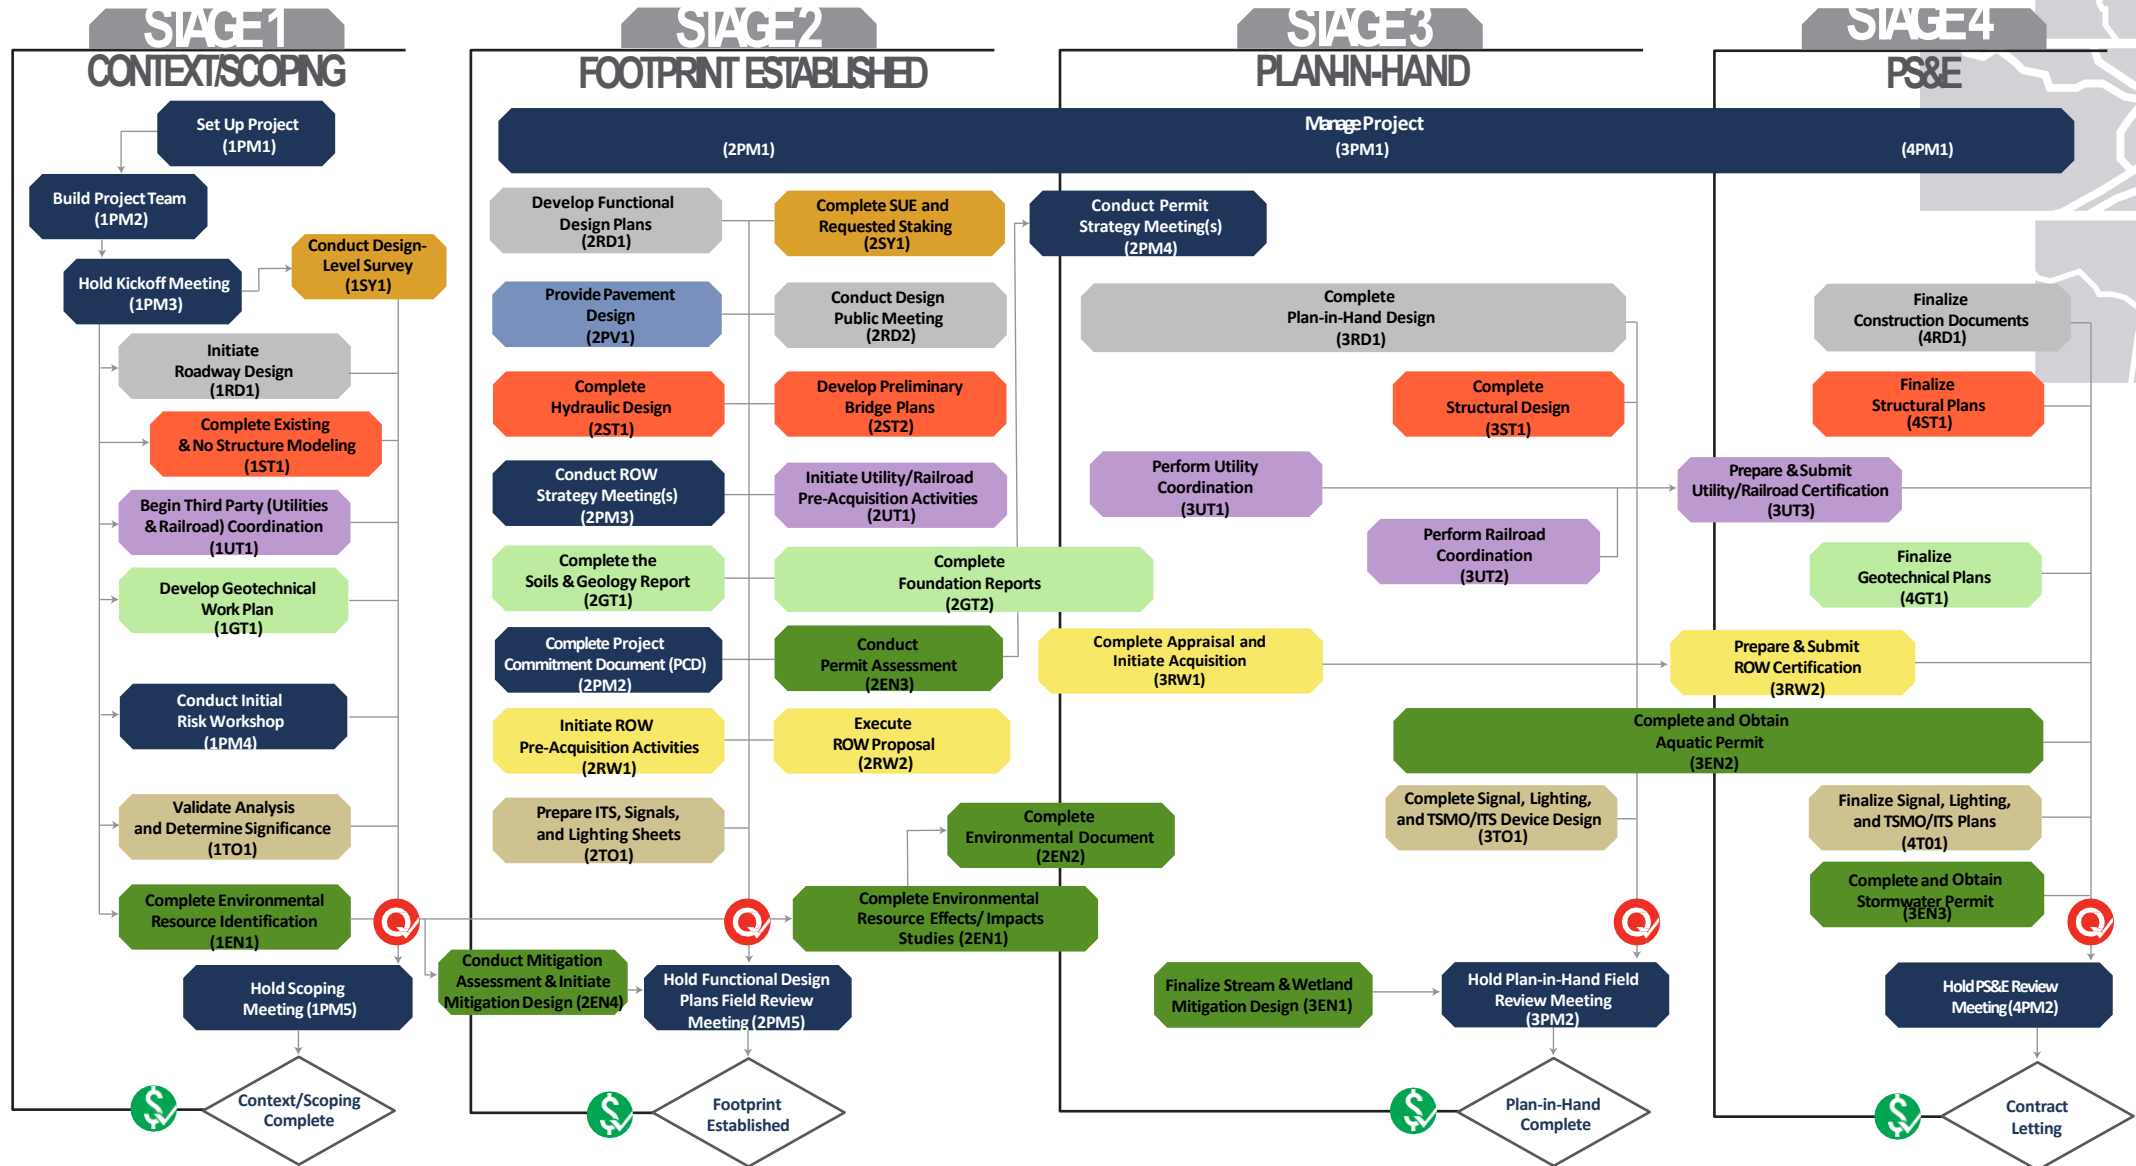 STAGE 1
CONTEXT/SCOPING
Set Up Project
(1PM1)
Build Project Team
(1PM2)
Hold Kickoff Meeting
(1PM3)
Conduct Design-
Level Survey
(1SY1)
Initiate
Roadway Design
(1RD1)
Complete Existing
& No Structure Modeling
(1ST1)
Begin Third Party (Utilities
& Railroad) Coordination
(1UT1)
Develop Geotechnical
Work Plan
(1GT1)
Conduct Initial
Risk Workshop
(1PM4)
Validate Analysis
and Determine Significance
(1TO1)
Complete Environmental
Resource Identification
(1EN1)
Hold Scoping
Meeting (1PM5)
Context/Scoping
Complete
STAGE 2
FOOTPRINT ESTABLISHED
Manage Project
(2PM1)
(3PM1)
(4PM1)
Develop Functional
Design Plans
(2RD1)
Complete SUE and
Requested Staking
(2SY1)
Conduct Permit
Strategy Meeting(s)
(2PM4)
Provide Pavement
Design
(2PV1)
Conduct Design
Public Meeting
(2RD2)
Complete
Hydraulic Design
(2ST1)
Develop Preliminary
Bridge Plans
(2ST2)
Conduct ROW
Strategy Meeting(s)
(2PM3)
Initiate Utility/Railroad
Pre-Acquisition Activities
(2UT1)
Complete the
Soils & Geology Report
(2GT1)
Complete
Foundation Reports
(2GT2)
Complete Project
Commitment Document (PCD)
(2PM2)
Conduct
Permit Assessment
(2EN3)
Initiate ROW
Pre-Acquisition Activities
(2RW1)
Execute
ROW Proposal
(2RW2)
Prepare ITS, Signals,
and Lighting Sheets
(2TO1)
Complete
Environmental Document
(2EN2)
Complete Environmental
Resource Effects/ Impacts
Studies (2EN1)
Conduct Mitigation
Assessment & Initiate
Mitigation Design (2EN4)
Hold Functional Design
Plans Field Review
Meeting (2PM5)
Footprint
Established
STAGE 3
PLAN-IN-HAND
Complete
Plan-in-Hand Design
(3RD1)
Complete
Structural Design
(3ST1)
Perform Utility
Coordination
(3UT1)
Perform Railroad
Coordination
(3UT2)
Complete Appraisal and
Initiate Acquisition
(3RW1)
Complete and Obtain
Aquatic Permit
(3EN2)
Complete Signal, Lighting,
and TSMO/ITS Device Design
(3TO1)
Finalize Stream & Wetland
Mitigation Design (3EN1)
Hold Plan-in-Hand Field
Review Meeting
(3PM2)
Plan-in-Hand
Complete
STAGE 4
PS&E
Finalize
Construction Documents
(4RD1)
Finalize
Structural Plans
(4ST1)
Prepare & Submit
Utility/Railroad Certification
(3UT3)
Finalize
Geotechnical Plans
(4GT1)
Prepare & Submit
ROW Certification
(3RW2)
Finalize Signal, Lighting,
and TSMO/ITS Plans
(4T01)
Complete and Obtain
Stormwater Permit
(3EN3)
Hold PS&E Review
Meeting (4PM2)
Contract
Letting